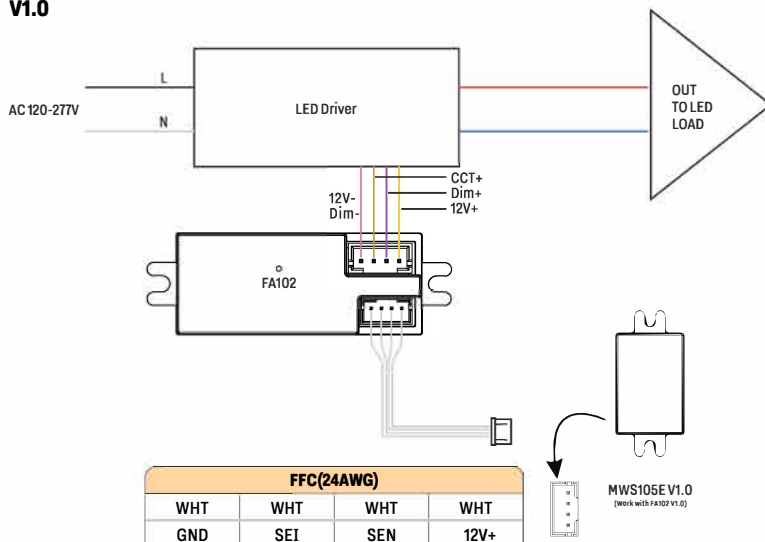 V1.0
L
AC 120-277V
LED Driver
N
OUT
TO LED
LOAD
CCT+
12V-
Dim+
Dim-
12V+
FA102
MWS105E V1.0
(Work with FA102 V1.0)
FFC(24AWG)
WHT WHT WHT WHT
GND SEI SEN 12V+